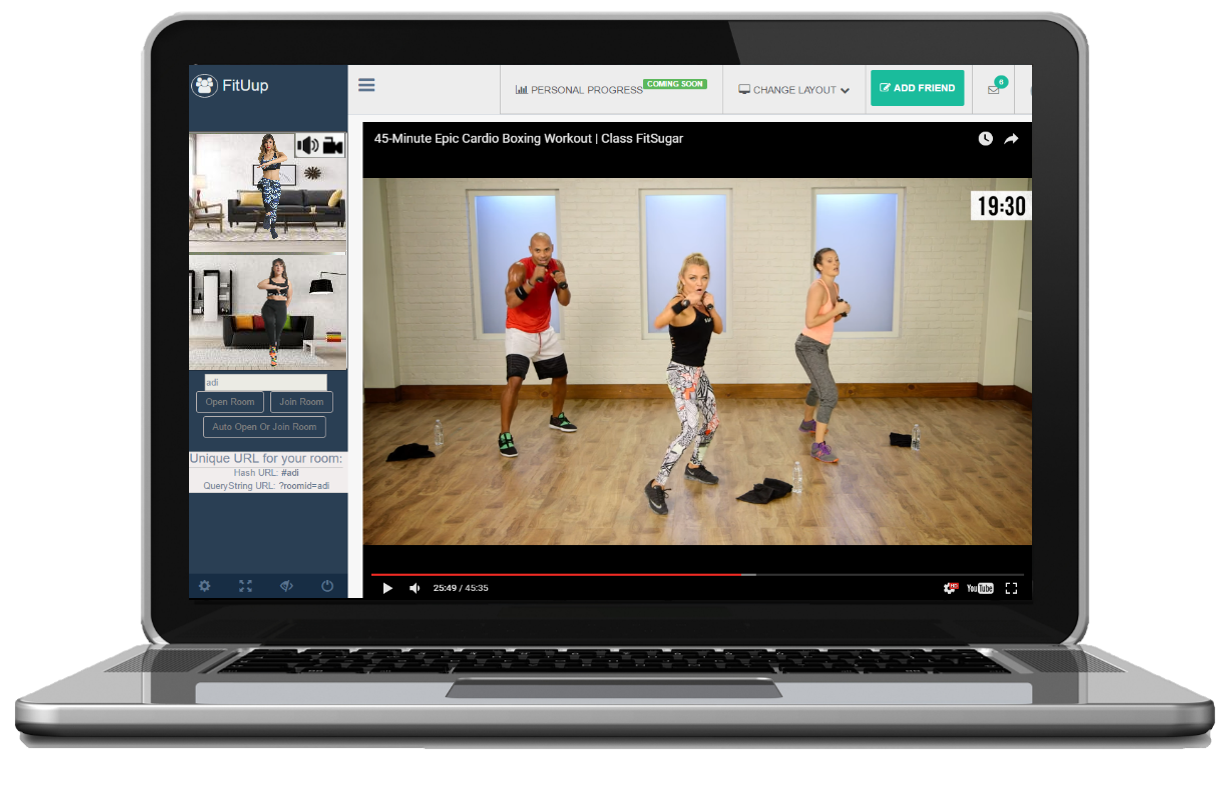 FitUup
PERSONAL PROGRESS COMING SOON
CHANGE LAYOUT
ADD FRIEND
6
45-Minute Epic Cardio Boxing Workout | Class FitSugar
19:30
adi
Open Room
Join Room
Auto Open Or Join Room
Unique URL for your room:
Hash URL: #adi
QueryString URL: ?roomid=adi
25:49 / 45:35
HD
YouTube